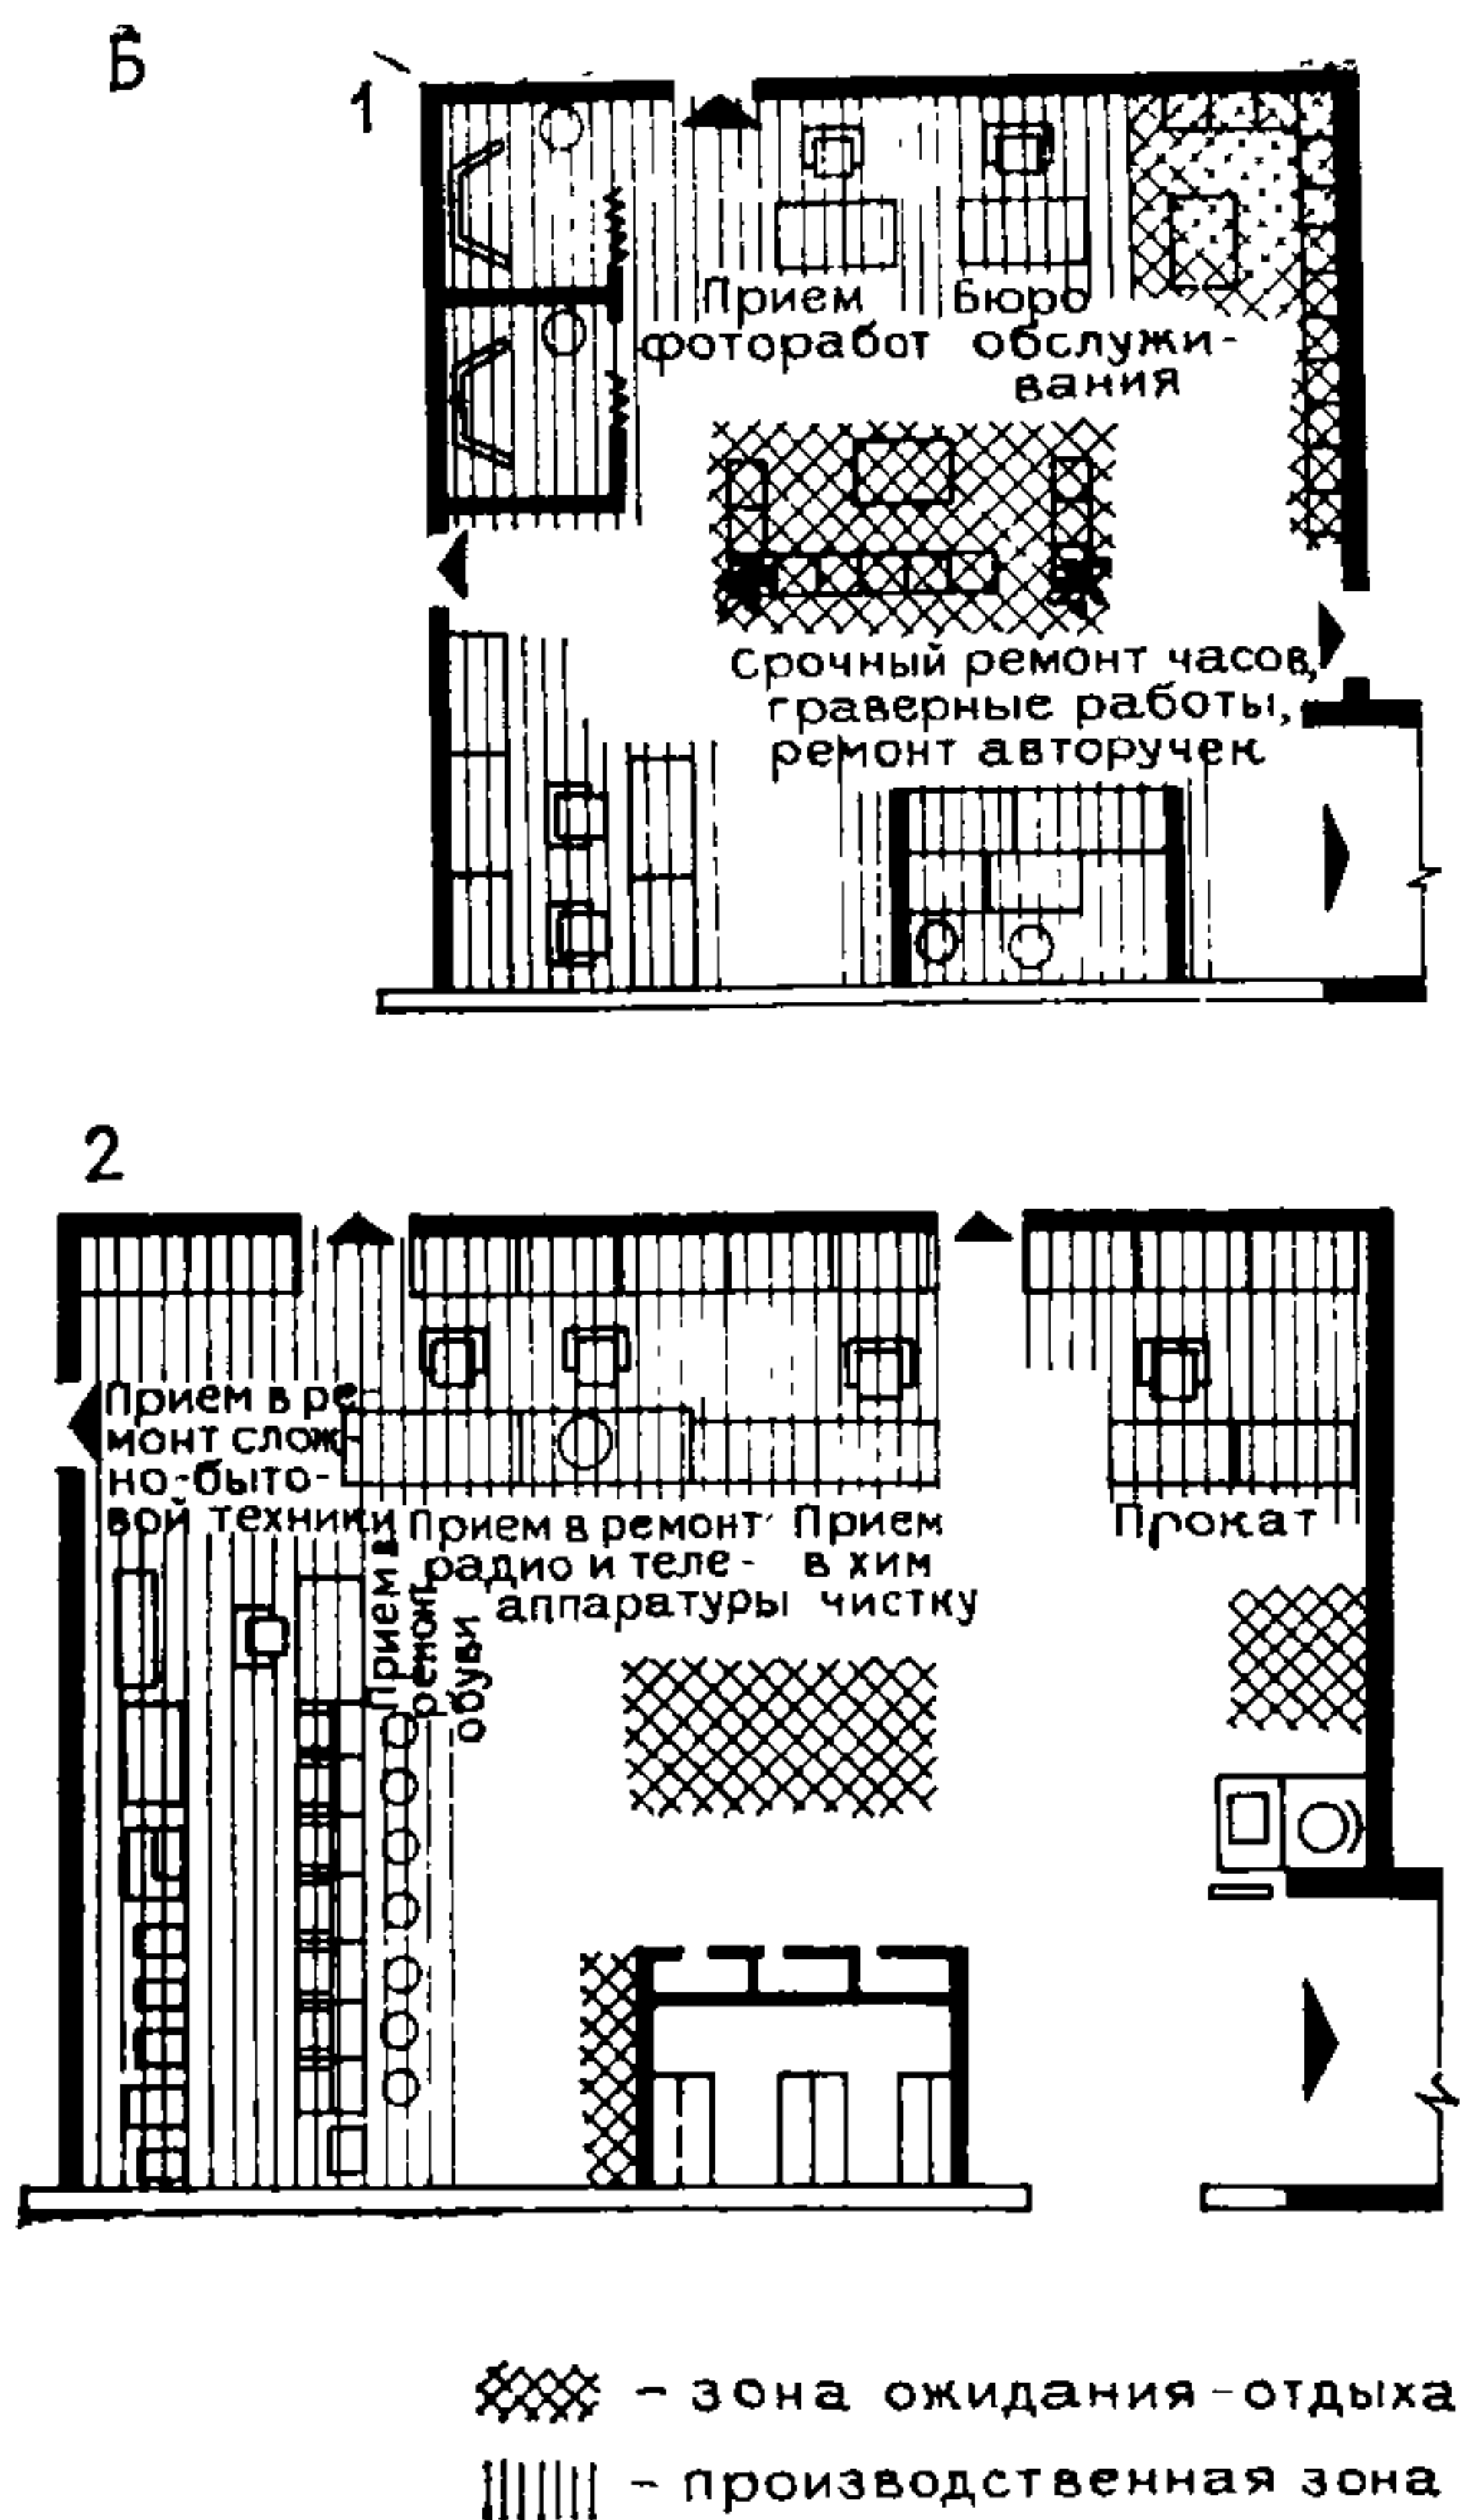 Б
1
Прием
фоторабот
Бюро
обслужи-
вания
Срочный ремонт часов,
граверные работы,
ремонт авторучек
2
Прием в ре
монт слож
но-быто-
вой техники
Прием в
ремонт
обуви
Прием в ремонт
радио и теле-
аппаратуры
Прием
в хим
чистку
Прокат
- зона ожидания-отдыха
- производственная зона